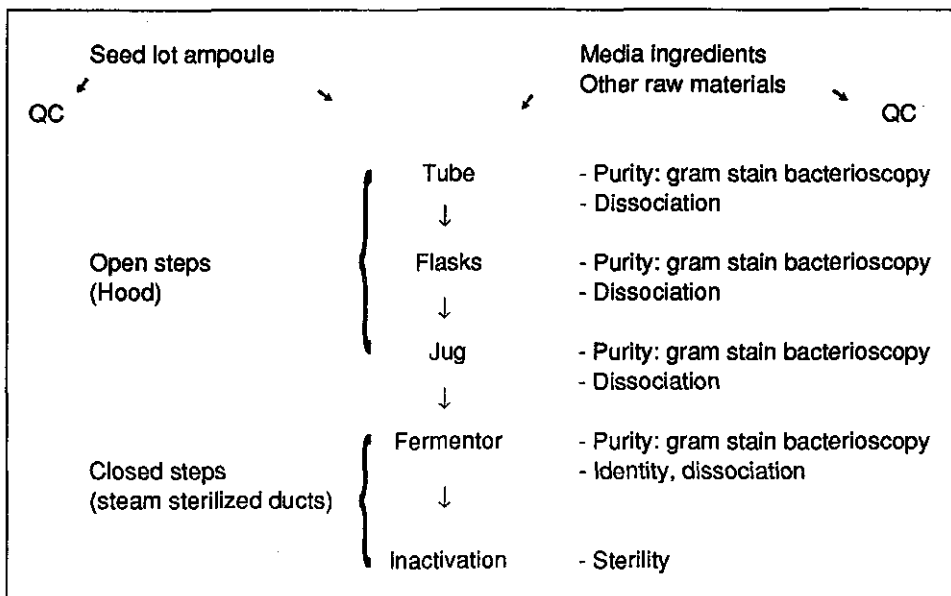 Seed lot ampoule
Media ingredients
Other raw materials
QC
QC
Tube
- Purity: gram stain bacterioscopy
- Dissociation
Open steps
(Hood)
Flasks
- Purity: gram stain bacterioscopy
- Dissociation
Jug
- Purity: gram stain bacterioscopy
- Dissociation
Closed steps
(steam sterilized ducts)
Fermentor
- Purity: gram stain bacterioscopy
- Identity, dissociation
Inactivation
- Sterility